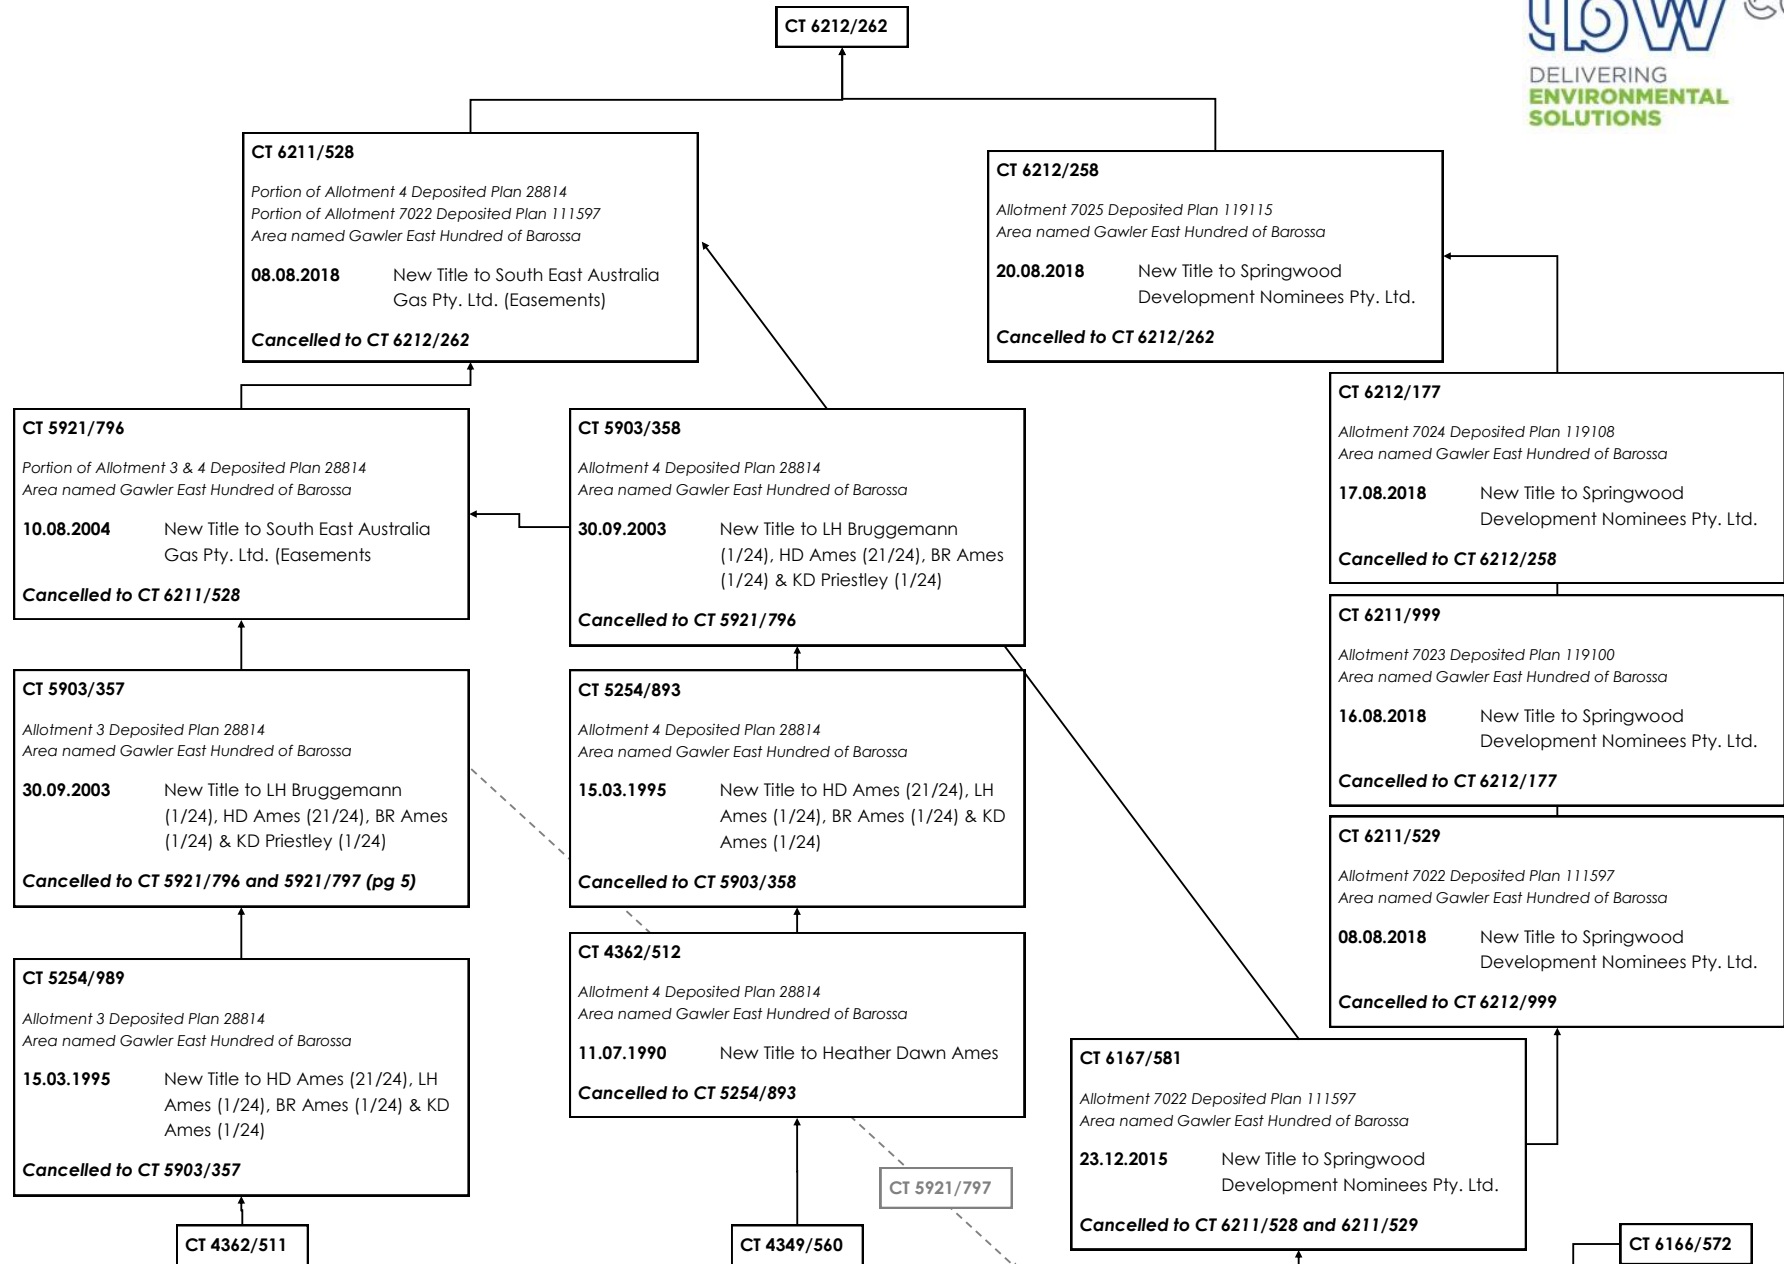 CT 6212/262
DELIVERING
ENVIRONMENTAL
SOLUTIONS
CT 6211/528
Portion of Allotment 4 Deposited Plan 28814
Portion of Allotment 7022 Deposited Plan 111597
Area named Gawler East Hundred of Barossa
08.08.2018 New Title to South East Australia
Gas Pty. Ltd. (Easements)
Cancelled to CT 6212/262
CT 6212/258
Allotment 7025 Deposited Plan 119115
Area named Gawler East Hundred of Barossa
20.08.2018 New Title to Springwood
Development Nominees Pty. Ltd.
Cancelled to CT 6212/262
CT 5921/796
Portion of Allotment 3 & 4 Deposited Plan 28814
Area named Gawler East Hundred of Barossa
10.08.2004 New Title to South East Australia
Gas Pty. Ltd. (Easements
Cancelled to CT 6211/528
CT 5903/358
Allotment 4 Deposited Plan 28814
Area named Gawler East Hundred of Barossa
30.09.2003 New Title to LH Bruggemann
(1/24), HD Ames (21/24), BR Ames
(1/24) & KD Priestley (1/24)
Cancelled to CT 5921/796
CT 6212/177
Allotment 7024 Deposited Plan 119108
Area named Gawler East Hundred of Barossa
17.08.2018 New Title to Springwood
Development Nominees Pty. Ltd.
Cancelled to CT 6212/258
CT 6211/999
Allotment 7023 Deposited Plan 119100
Area named Gawler East Hundred of Barossa
16.08.2018 New Title to Springwood
Development Nominees Pty. Ltd.
Cancelled to CT 6212/177
CT 5903/357
Allotment 3 Deposited Plan 28814
Area named Gawler East Hundred of Barossa
30.09.2003 New Title to LH Bruggemann
(1/24), HD Ames (21/24), BR Ames
(1/24) & KD Priestley (1/24)
Cancelled to CT 5921/796 and 5921/797 (pg 5)
CT 5254/893
Allotment 4 Deposited Plan 28814
Area named Gawler East Hundred of Barossa
15.03.1995 New Title to HD Ames (21/24), LH
Ames (1/24), BR Ames (1/24) & KD
Ames (1/24)
Cancelled to CT 5903/358
CT 6211/529
Allotment 7022 Deposited Plan 111597
Area named Gawler East Hundred of Barossa
08.08.2018 New Title to Springwood
Development Nominees Pty. Ltd.
Cancelled to CT 6212/999
CT 5254/989
Allotment 3 Deposited Plan 28814
Area named Gawler East Hundred of Barossa
15.03.1995 New Title to HD Ames (21/24), LH
Ames (1/24), BR Ames (1/24) & KD
Ames (1/24)
Cancelled to CT 5903/357
CT 4362/512
Allotment 4 Deposited Plan 28814
Area named Gawler East Hundred of Barossa
11.07.1990 New Title to Heather Dawn Ames
Cancelled to CT 5254/893
CT 6167/581
Allotment 7022 Deposited Plan 111597
Area named Gawler East Hundred of Barossa
23.12.2015 New Title to Springwood
Development Nominees Pty. Ltd.
Cancelled to CT 6211/528 and 6211/529
CT 5921/797
CT 4362/511
CT 4349/560
CT 6166/572